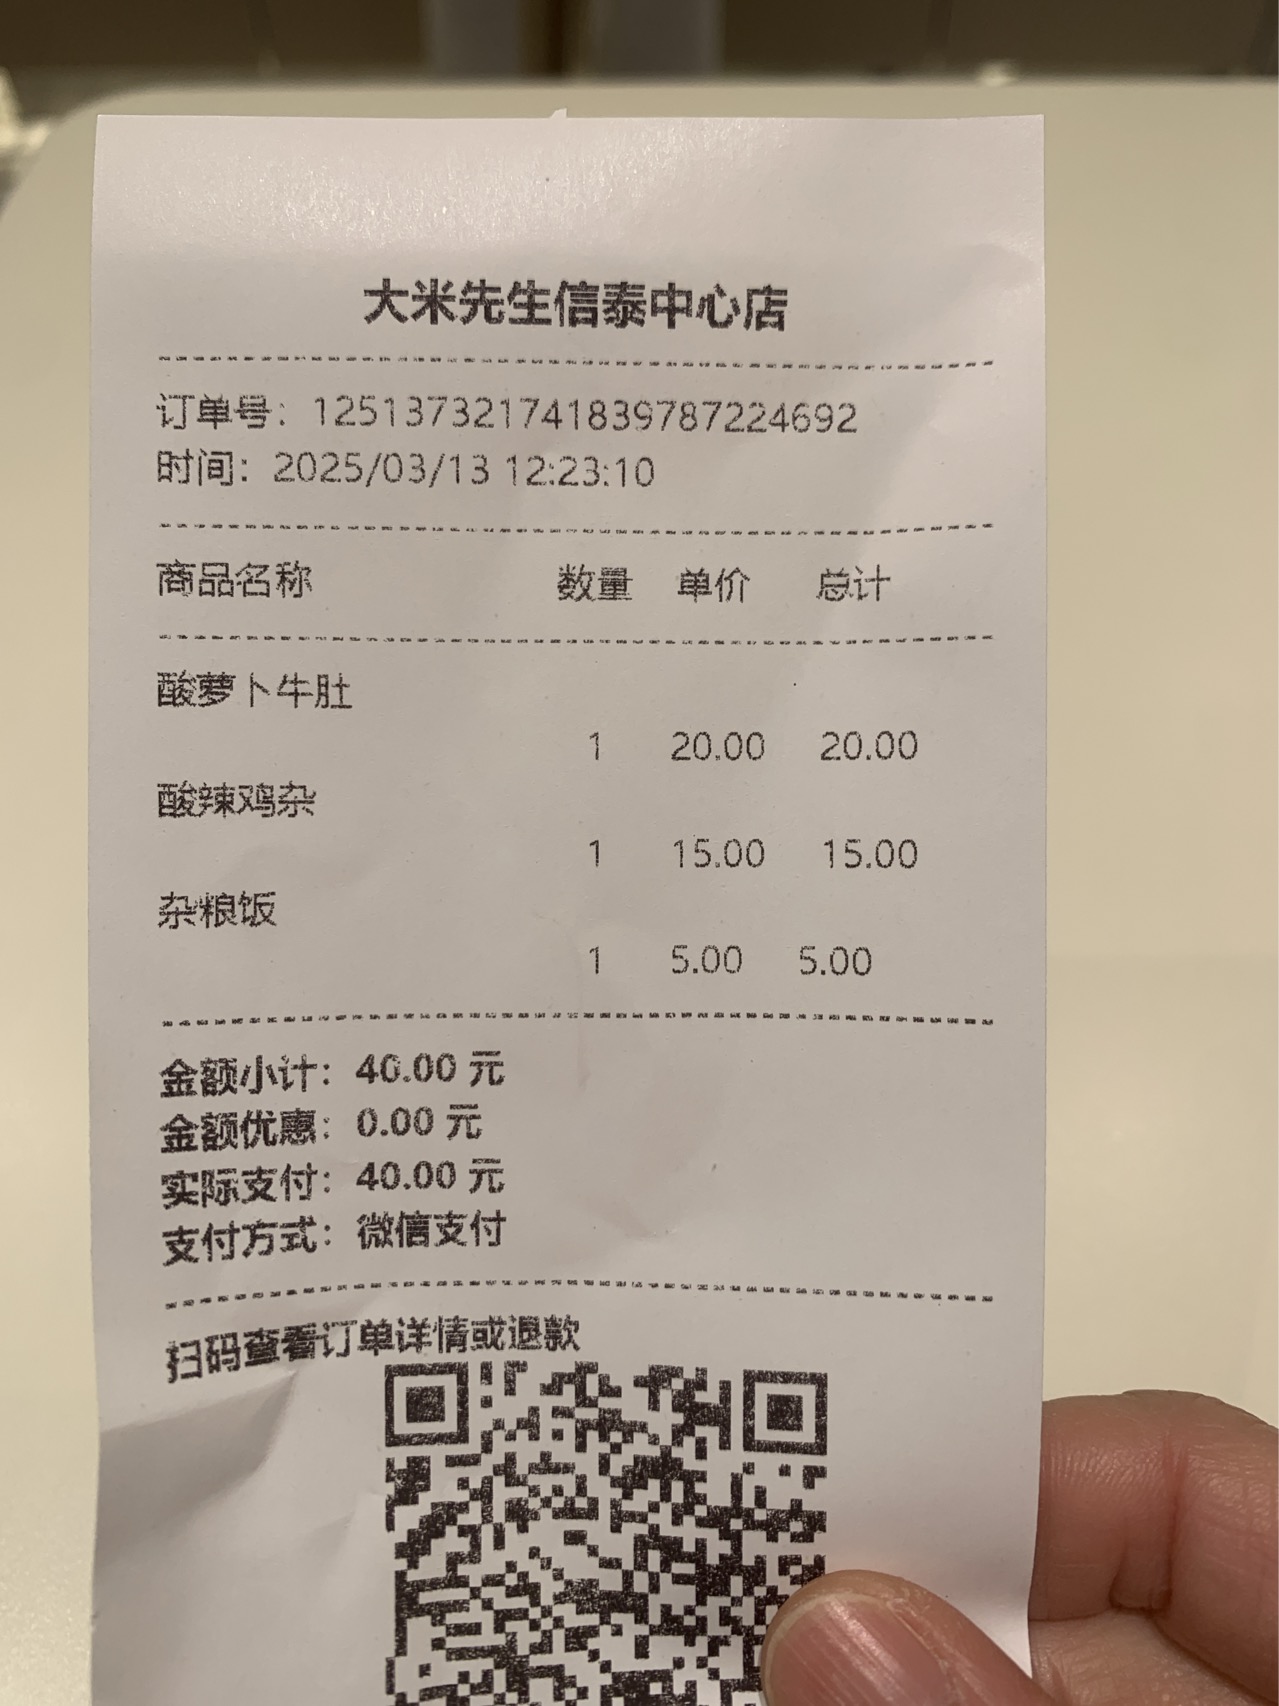 大米先生信泰中心店
订单号：1251373217418397872​24692
时间：2025/03/13 12:23:10
商品名称 数量 单价 总计
酸萝卜牛肚
1 20.00 20.00
酸辣鸡杂
1 15.00 15.00
杂粮饭
1 5.00 5.00
金额小计：40.00 元
金额优惠：0.00 元
实际支付：40.00 元
支付方式：微信支付
扫码查看订单详情或退款